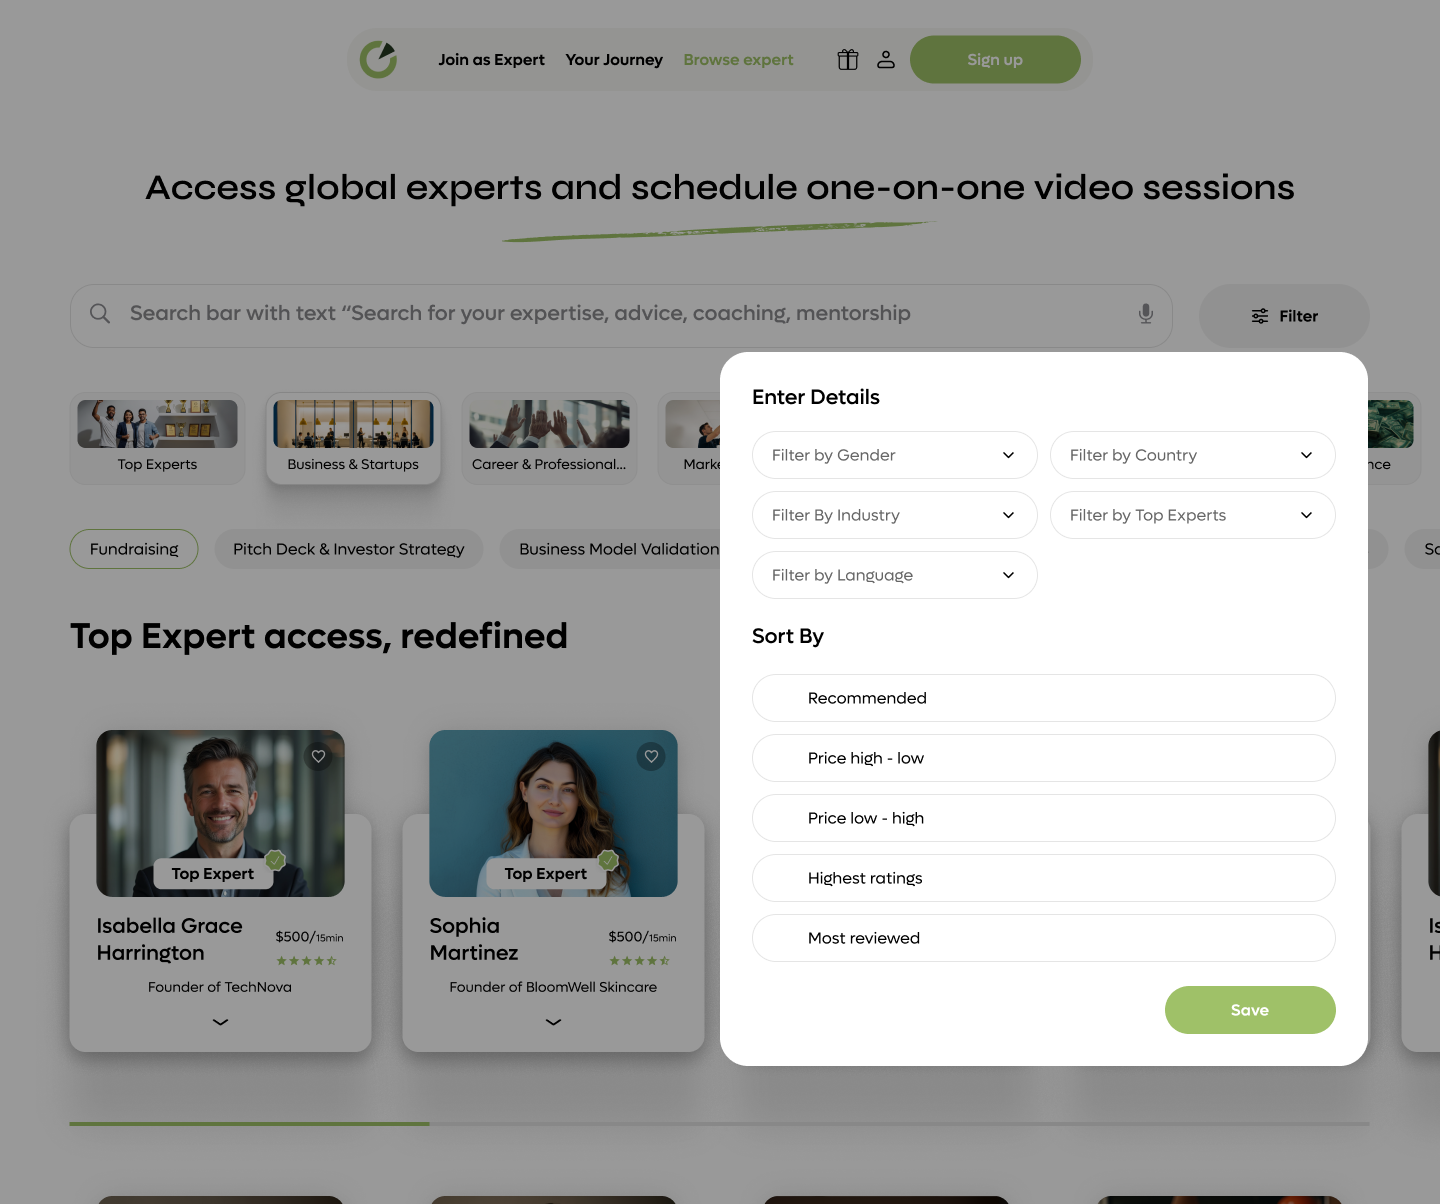 Join as Expert
Your Journey
Browse expert
Sign up
Access global experts and schedule one-on-one video sessions
Search bar with text “Search for your expertise, advice, coaching, mentorship
Filter
Top Experts
Business & Startups
Career & Professional...
Marke
nce
Fundraising
Pitch Deck & Investor Strategy
Business Model Validation
Top Expert access, redefined
Top Expert
Isabella Grace
Harrington
$500/15min
Founder of TechNova
Top Expert
Sophia
Martinez
$500/15min
Founder of BloomWell Skincare
Enter Details
Filter by Gender
Filter by Country
Filter By Industry
Filter by Top Experts
Filter by Language
Sort By
Recommended
Price high - low
Price low - high
Highest ratings
Most reviewed
Save